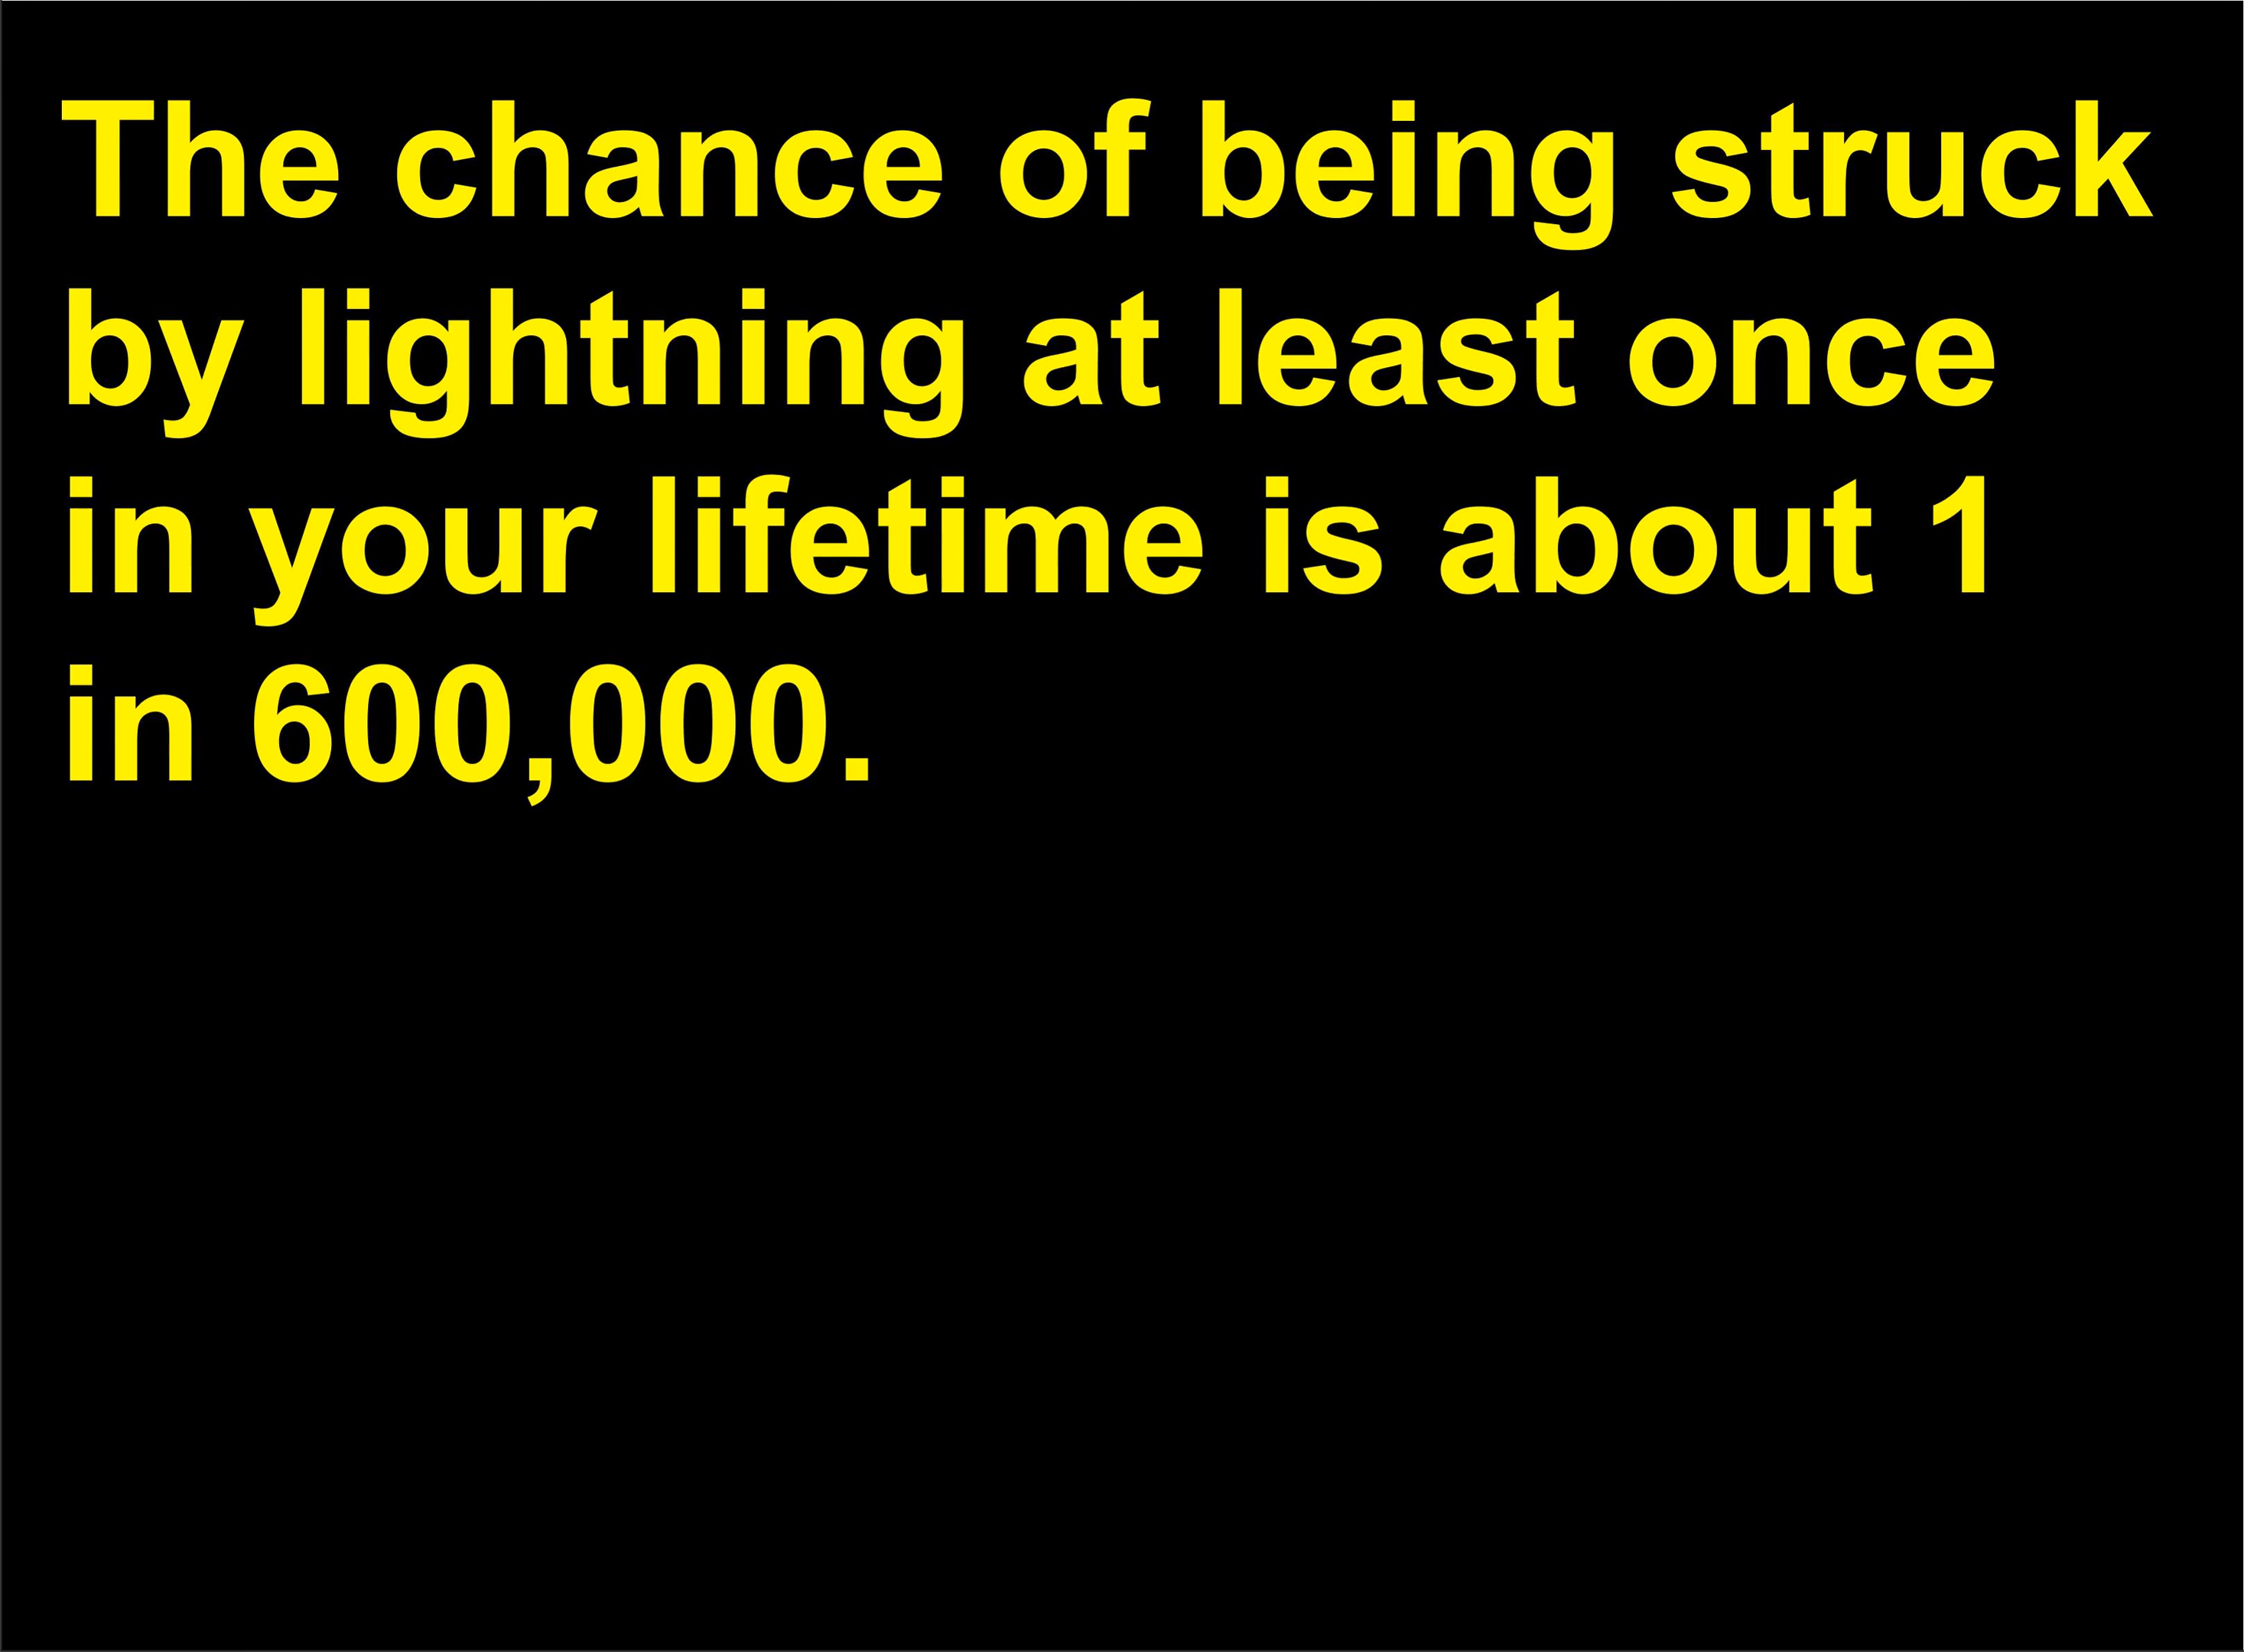 The chance of being struck
by lightning at least once
in your lifetime is about 1
in 600,000.